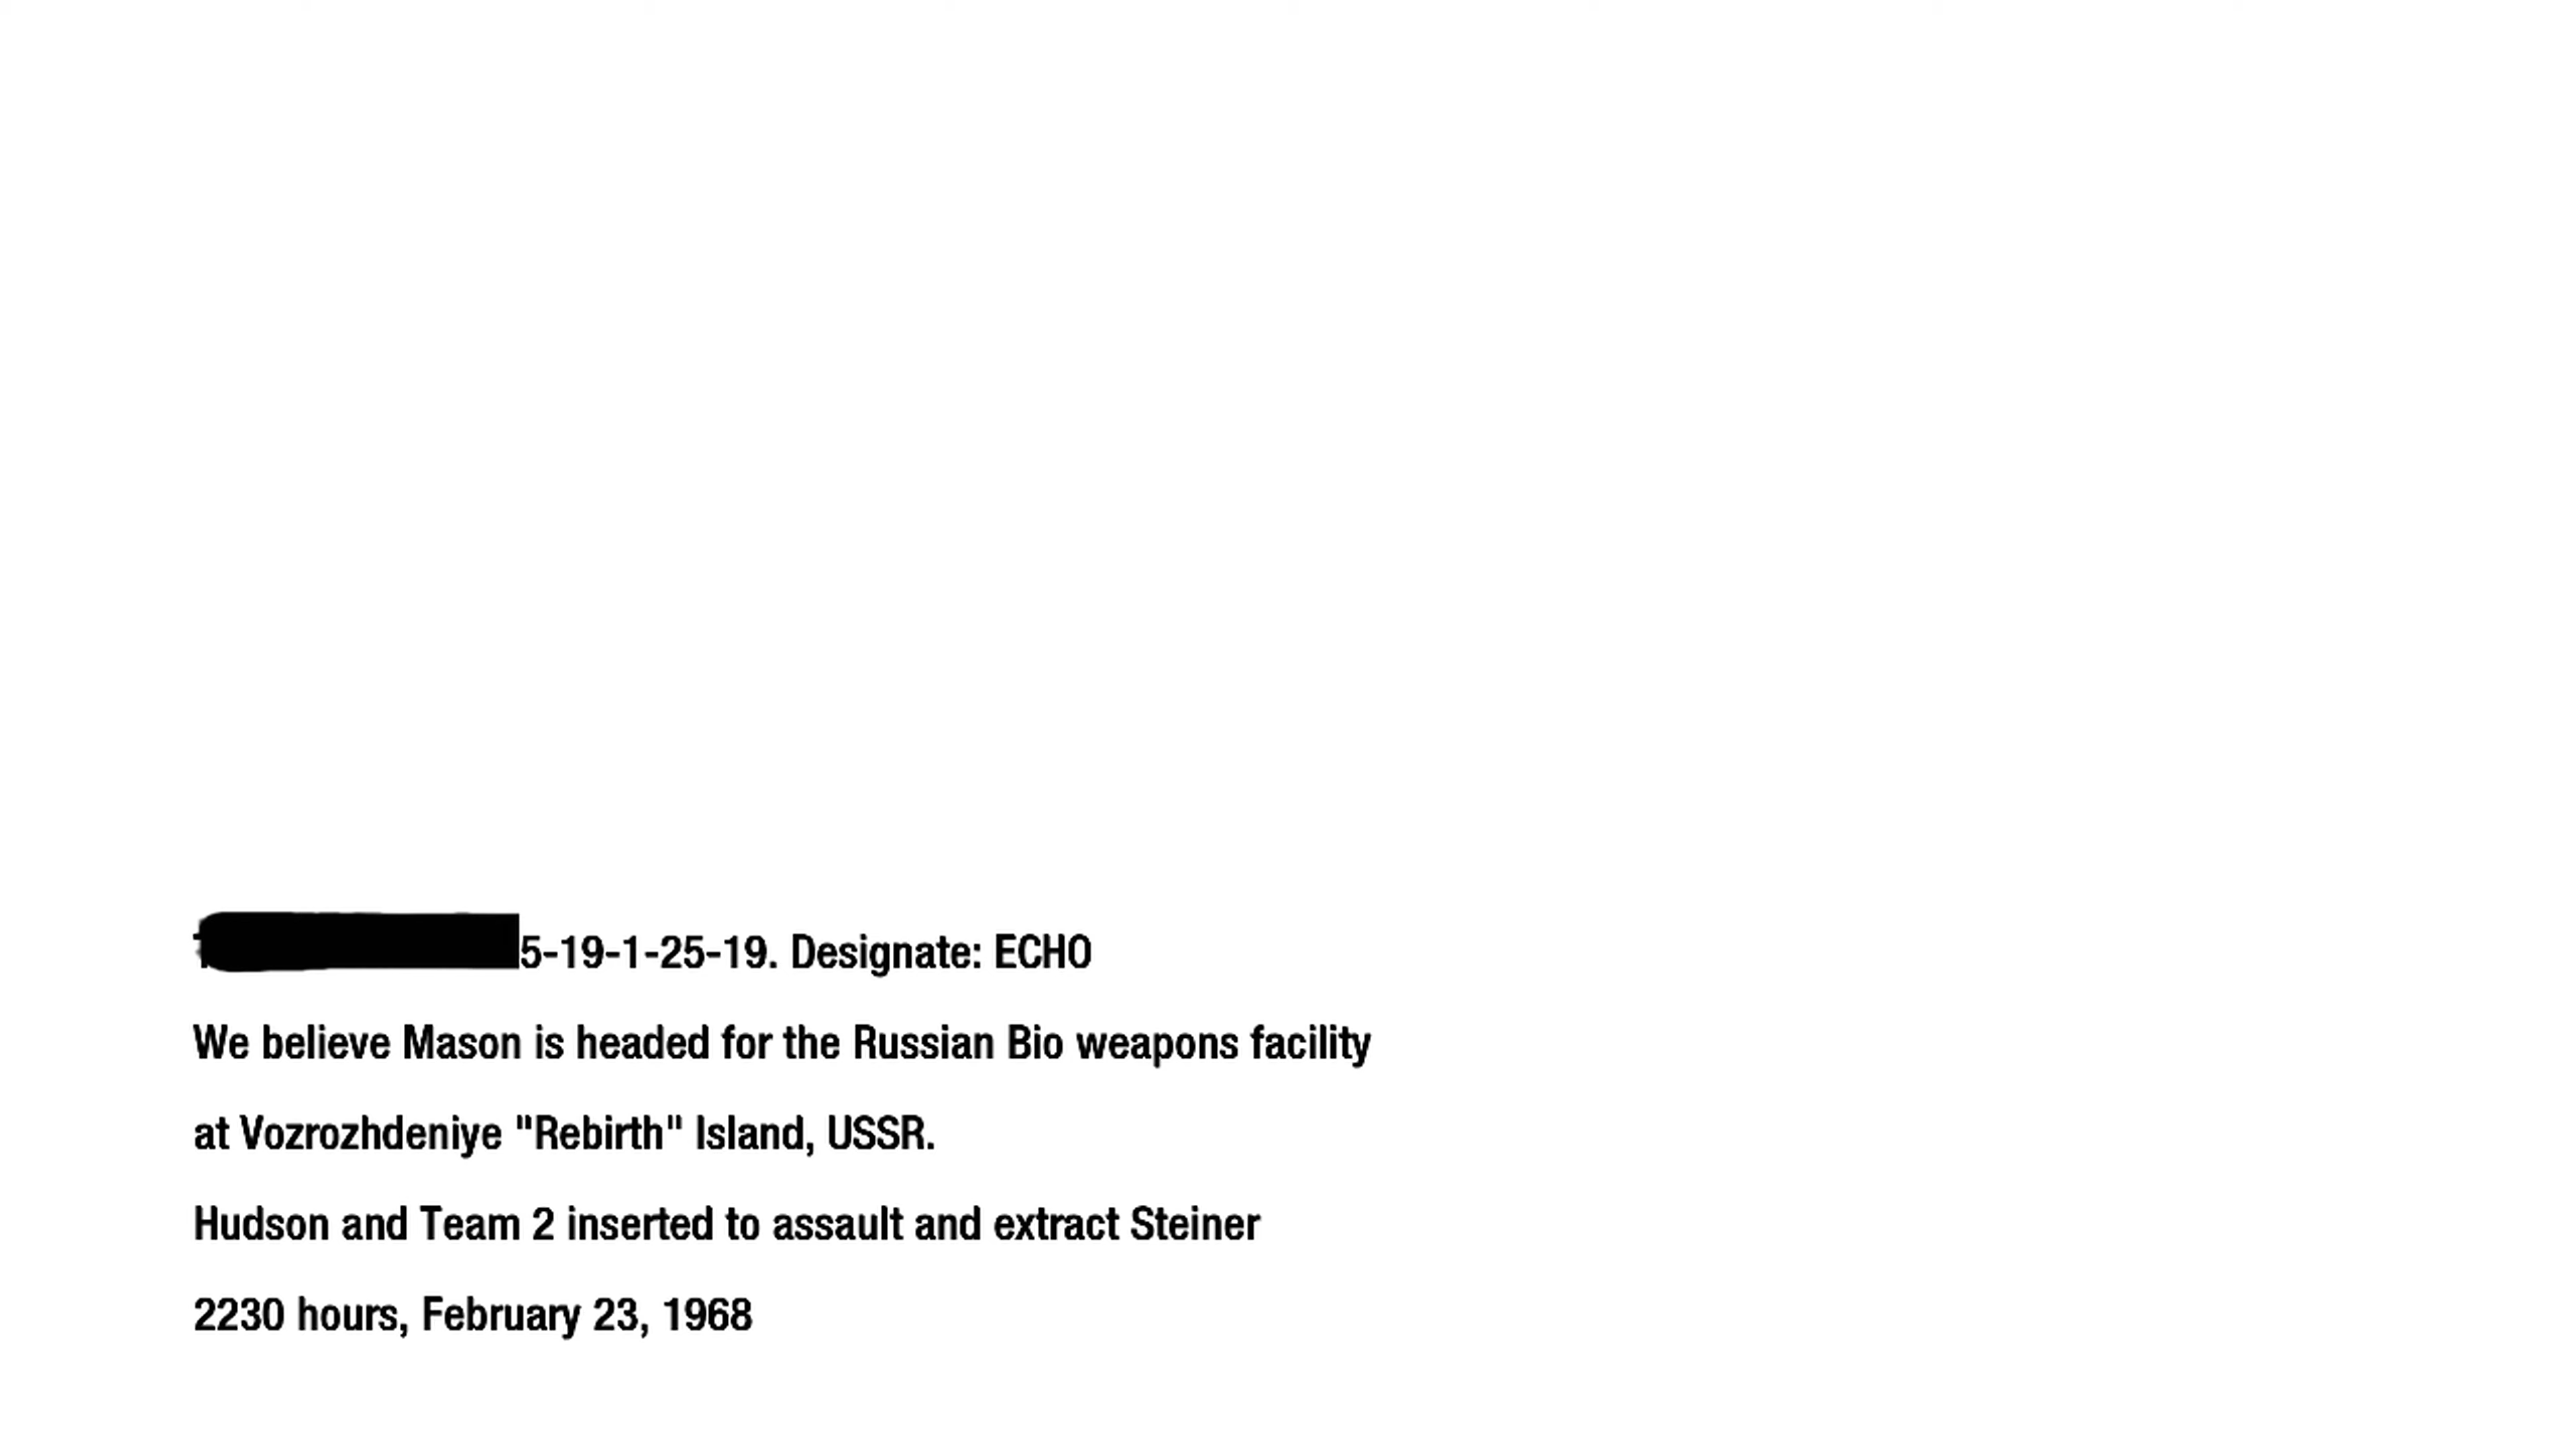 5-19-1-25-19. Designate: ECHO
We believe Mason is headed for the Russian Bio weapons facility
at Vozrozhdeniye "Rebirth" Island, USSR.
Hudson and Team 2 inserted to assault and extract Steiner
2230 hours, February 23, 1968